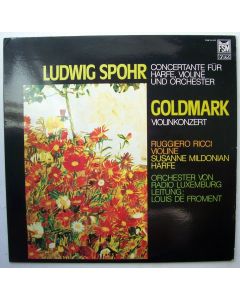 FSM
LUDWIG SPOHR
CONCERTANTE FÜR
HARFE, VIOLINE
UND ORCHESTER
GOLDMARK
VIOLINKONZERT
RUGGIERO RICCI
VIOLINE
SUSANNE MILDONIAN
HARFE
ORCHESTER VON
RADIO LUXEMBURG
LEITUNG:
LOUIS DE FROMENT